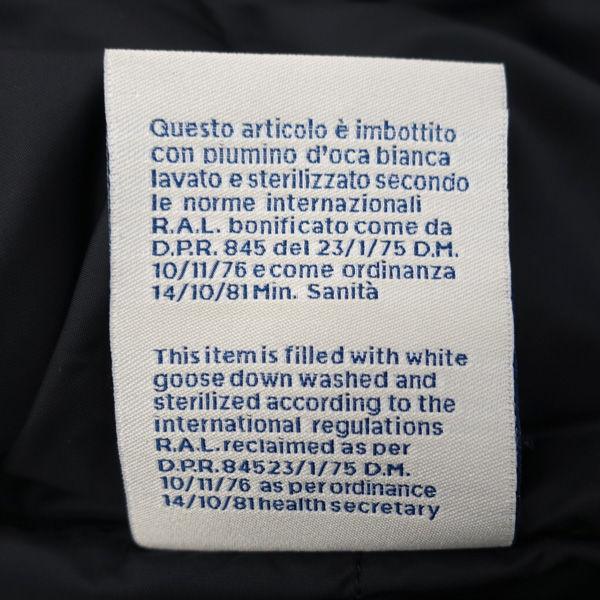 Questo articolo è imbottito
con piumino d'oca bianca
lavato e sterilizzato secondo
le norme internazionali
R.A.L. bonificato come da
D.P.R. 845 del 23/1/75 D.M.
10/11/76 e come ordinanza
14/10/81 Min. Sanità
This item is filled with white
goose down washed and
sterilized according to the
international regulations
R.A.L. reclaimed as per
D.P.R. 84523/1/75 D.M.
10/11/76 as per ordinance
14/10/81 health secretary